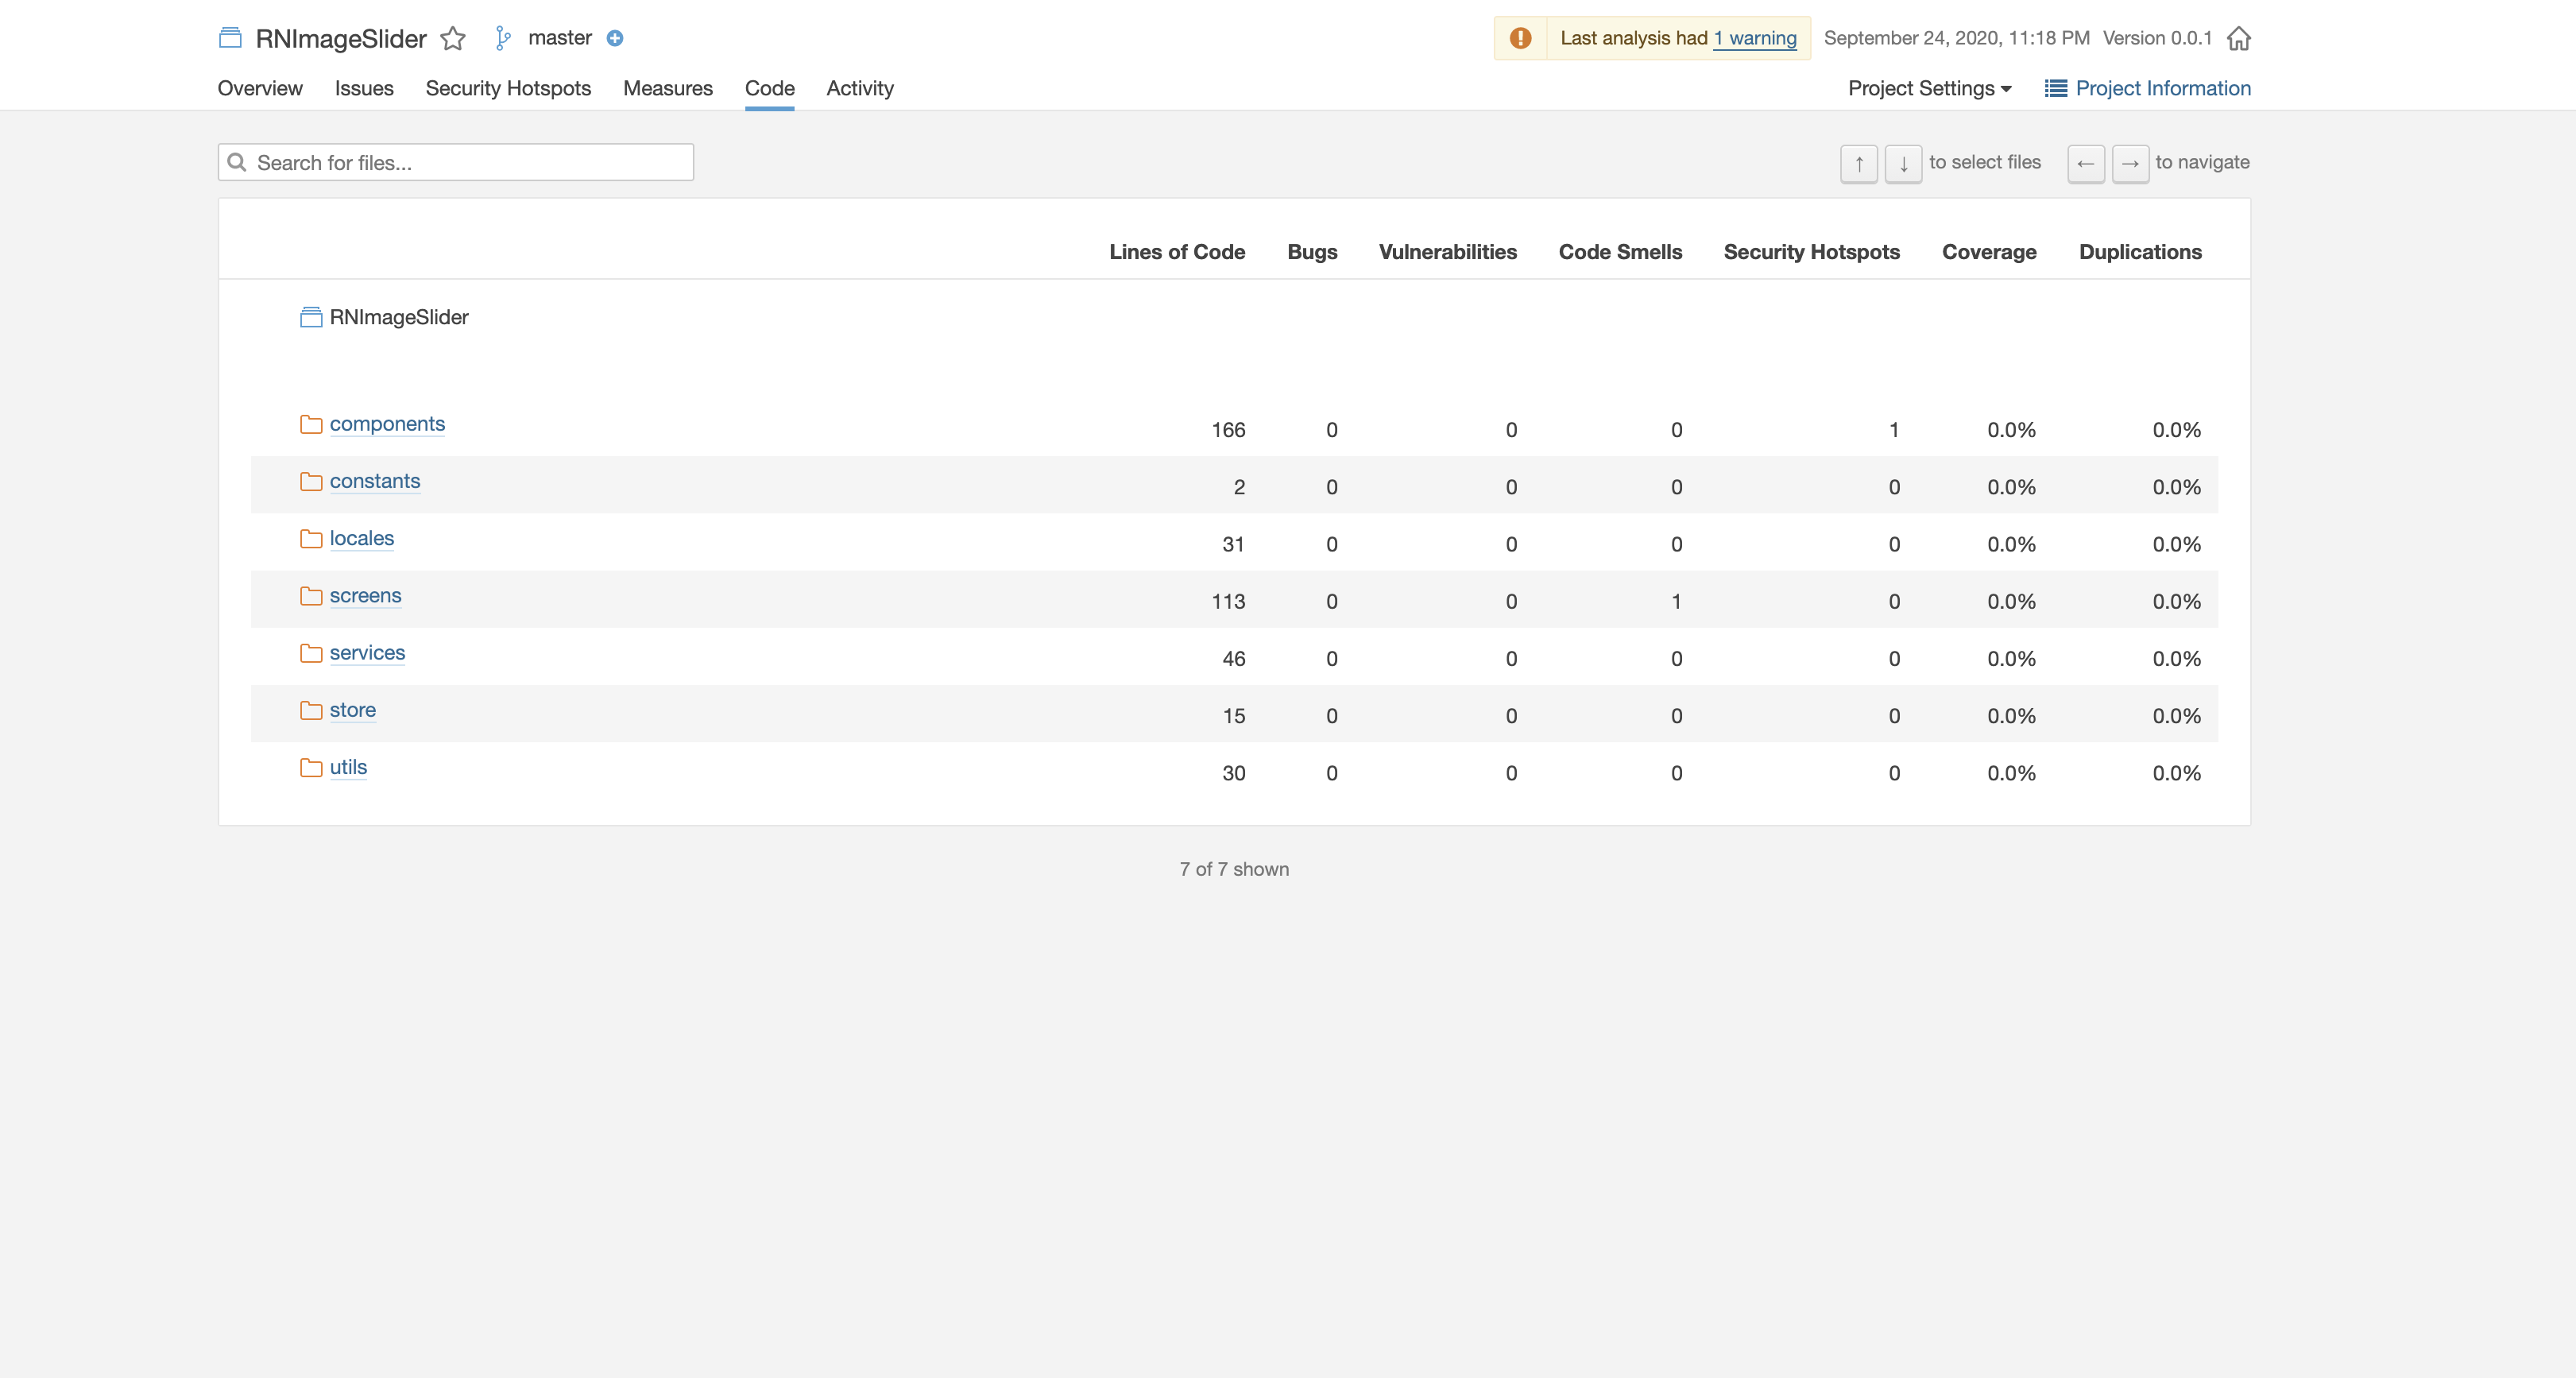 RNImageSlider master Last analysis had 1 warning September 24, 2020, 11:18 PM Version 0.0.1
Overview Issues Security Hotspots Measures Code Activity Project Settings Project Information
Search for files... ↑ ↓ to select files ← → to navigate
Lines of Code Bugs Vulnerabilities Code Smells Security Hotspots Coverage Duplications
RNImageSlider
components 166 0 0 0 1 0.0% 0.0%
constants 2 0 0 0 0 0.0% 0.0%
locales 31 0 0 0 0 0.0% 0.0%
screens 113 0 0 1 0 0.0% 0.0%
services 46 0 0 0 0 0.0% 0.0%
store 15 0 0 0 0 0.0% 0.0%
utils 30 0 0 0 0 0.0% 0.0%
7 of 7 shown